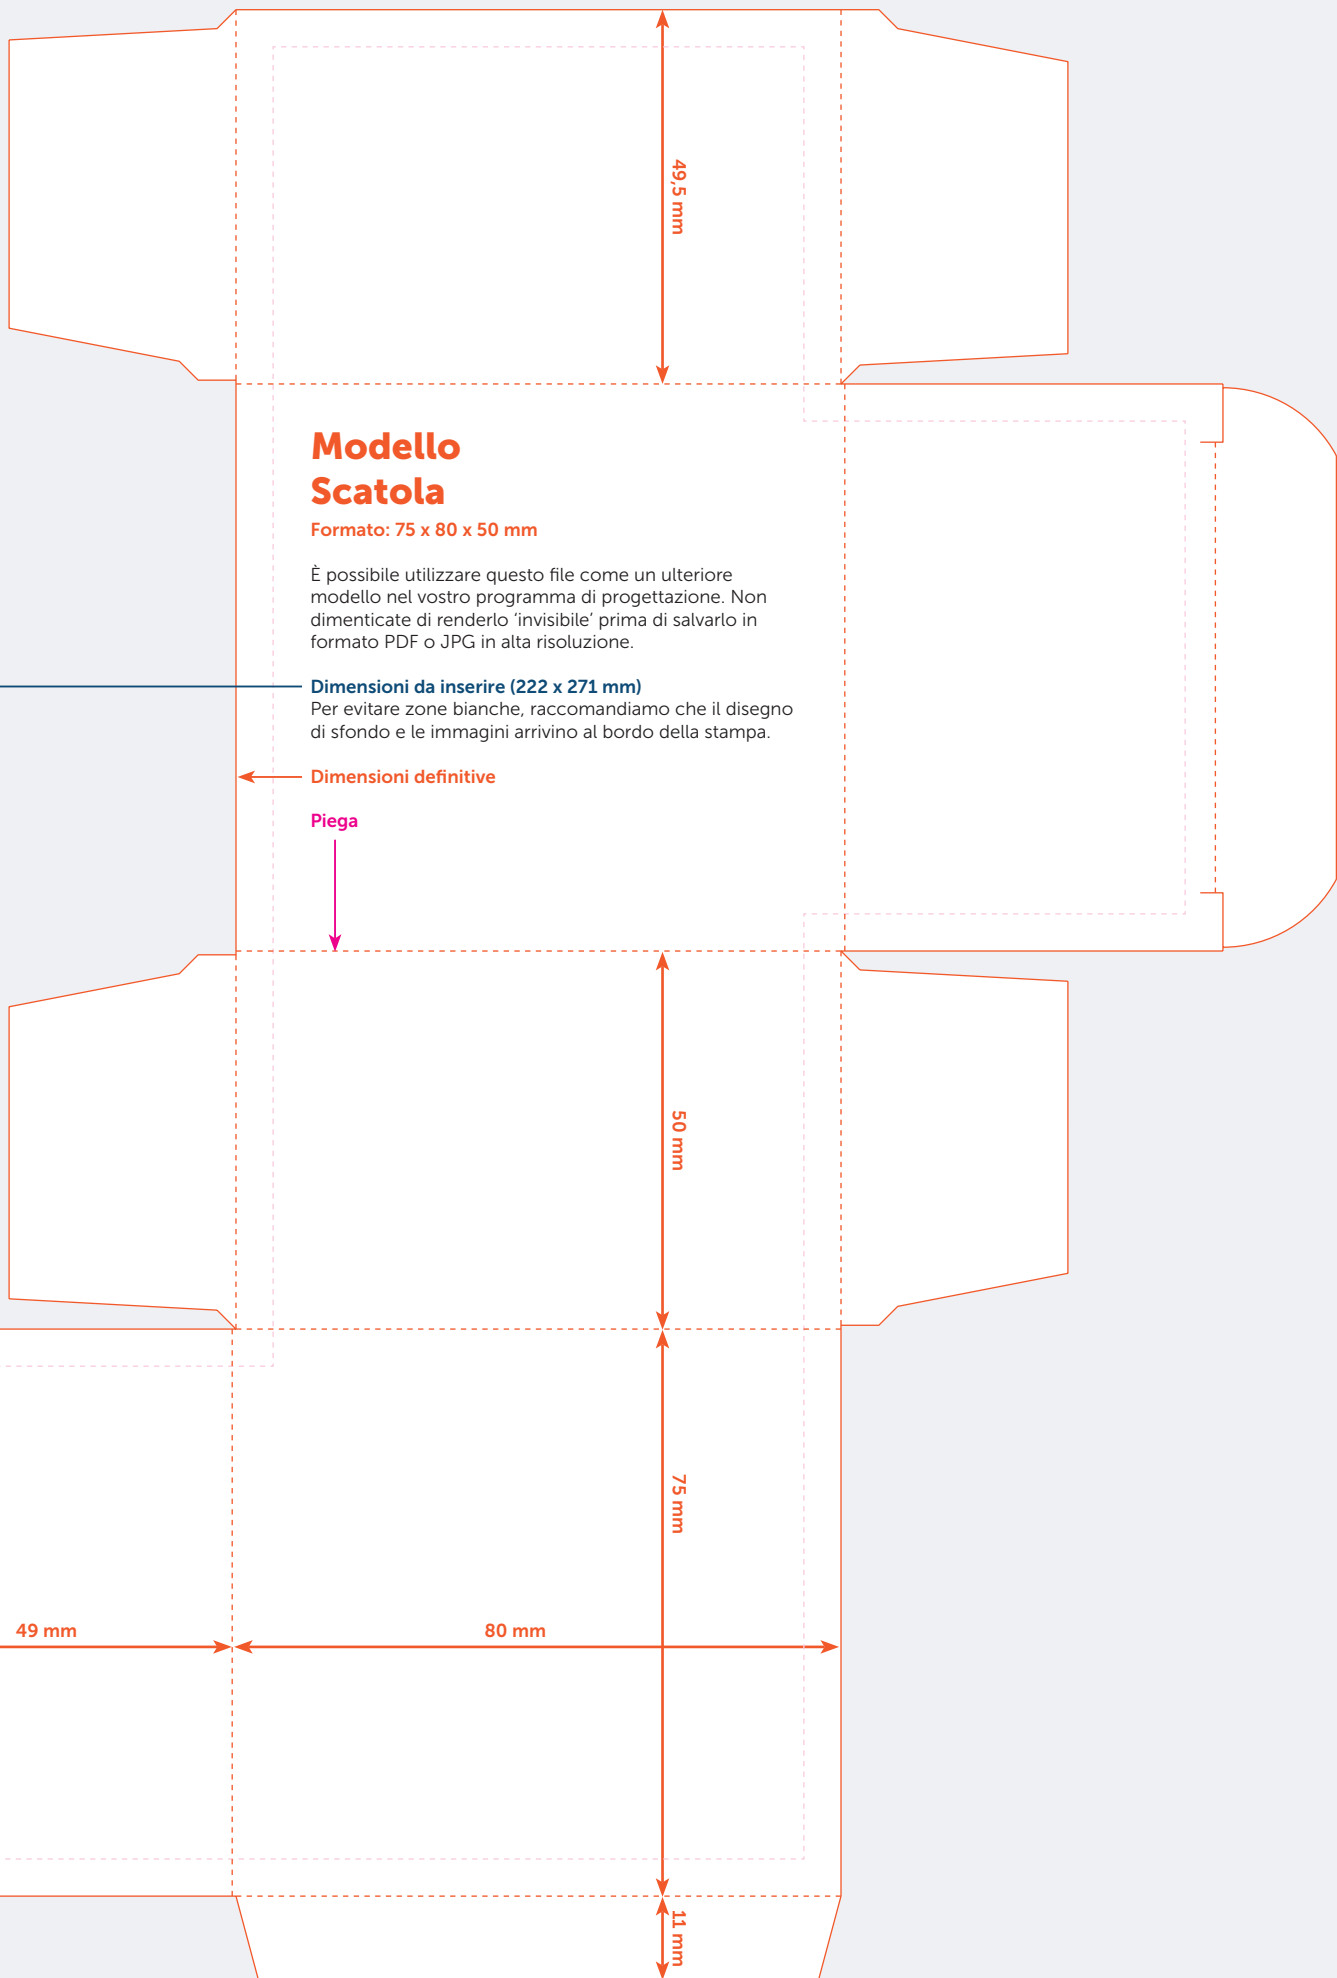 49,5 mm
Modello
Scatola
Formato: 75 x 80 x 50 mm
È possibile utilizzare questo file come un ulteriore
modello nel vostro programma di progettazione. Non
dimenticate di renderlo ‘invisibile’ prima di salvarlo in
formato PDF o JPG in alta risoluzione.
Dimensioni da inserire (222 x 271 mm)
Per evitare zone bianche, raccomandiamo che il disegno
di sfondo e le immagini arrivino al bordo della stampa.
Dimensioni definitive
Piega
50 mm
75 mm
49 mm
80 mm
11 mm